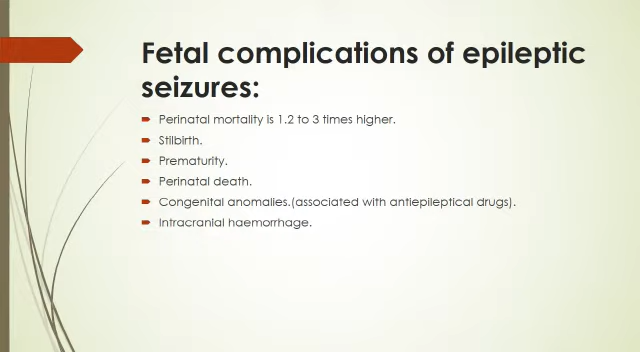 Fetal complications of epileptic
seizures:
Perinatal mortality is 1.2 to 3 times higher.
Stilbirth.
Prematurity.
Perinatal death.
Congenital anomalies.(associated with antiepileptical drugs).
Intracranial haemorrhage.